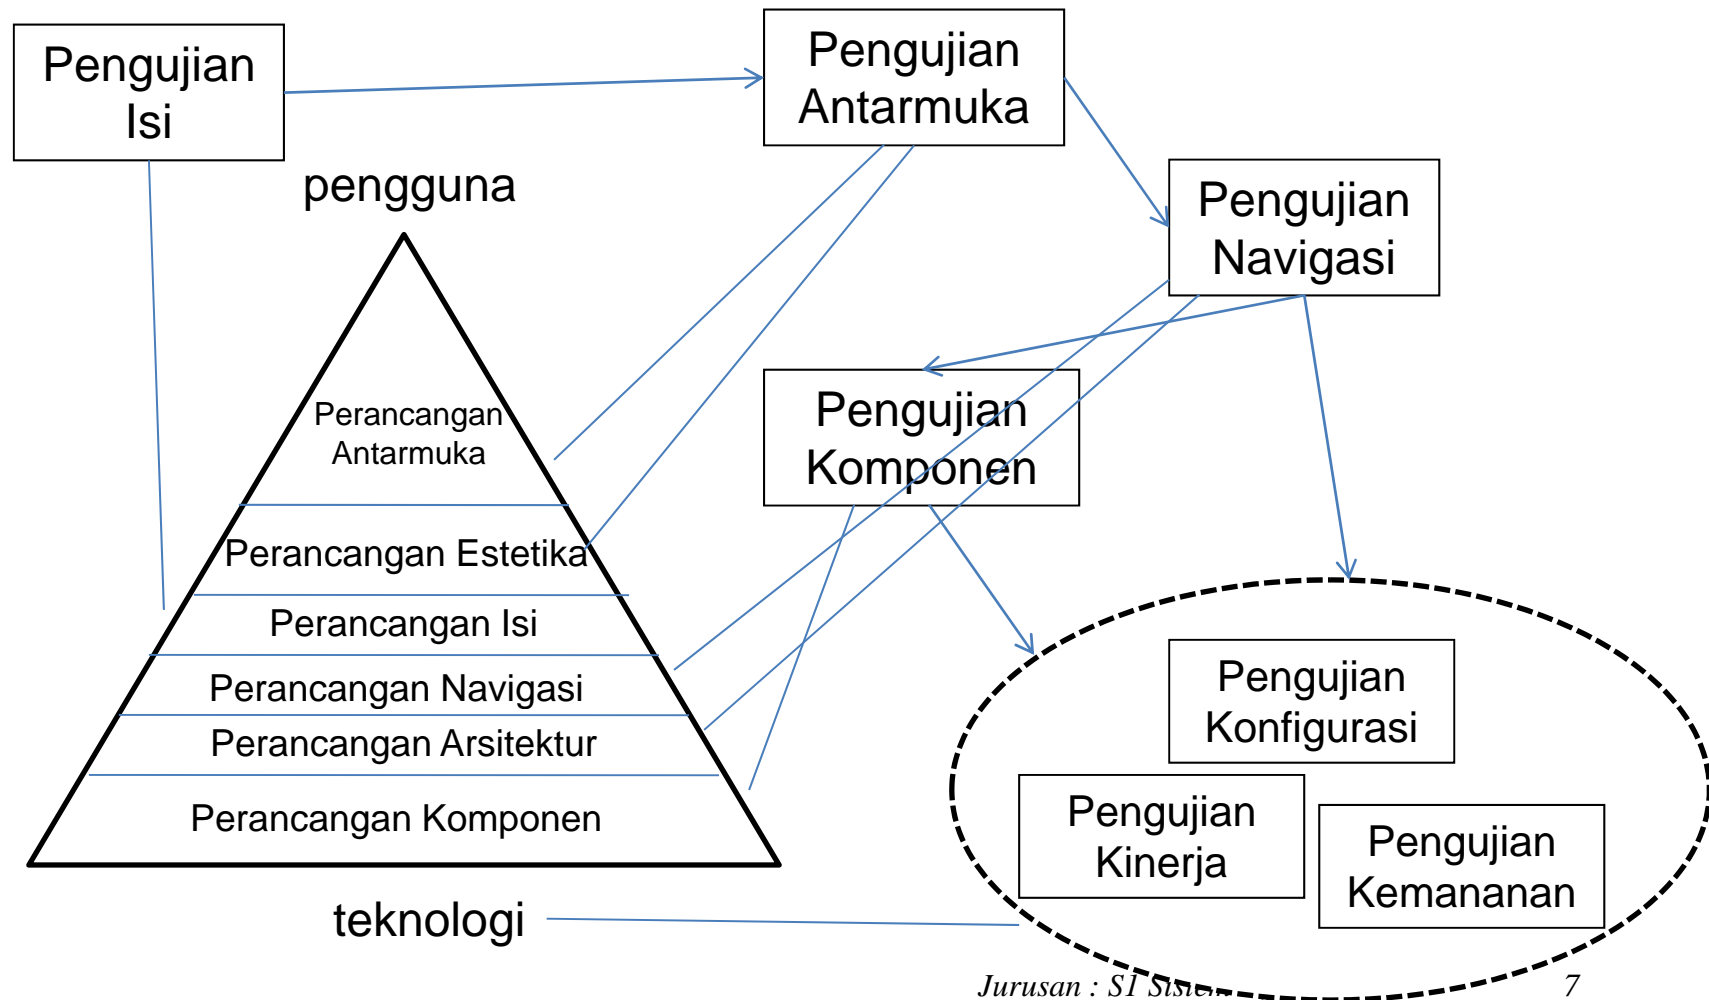 Pengujian
Isi
Pengujian
Antarmuka
pengguna
Pengujian
Navigasi
Perancangan
Antarmuka
Pengujian
Komponen
Perancangan Estetika
Perancangan Isi
Perancangan Navigasi
Perancangan Arsitektur
Perancangan Komponen
Pengujian
Konfigurasi
Pengujian
Kinerja
Pengujian
Kemananan
teknologi
Jurusan : S1 7